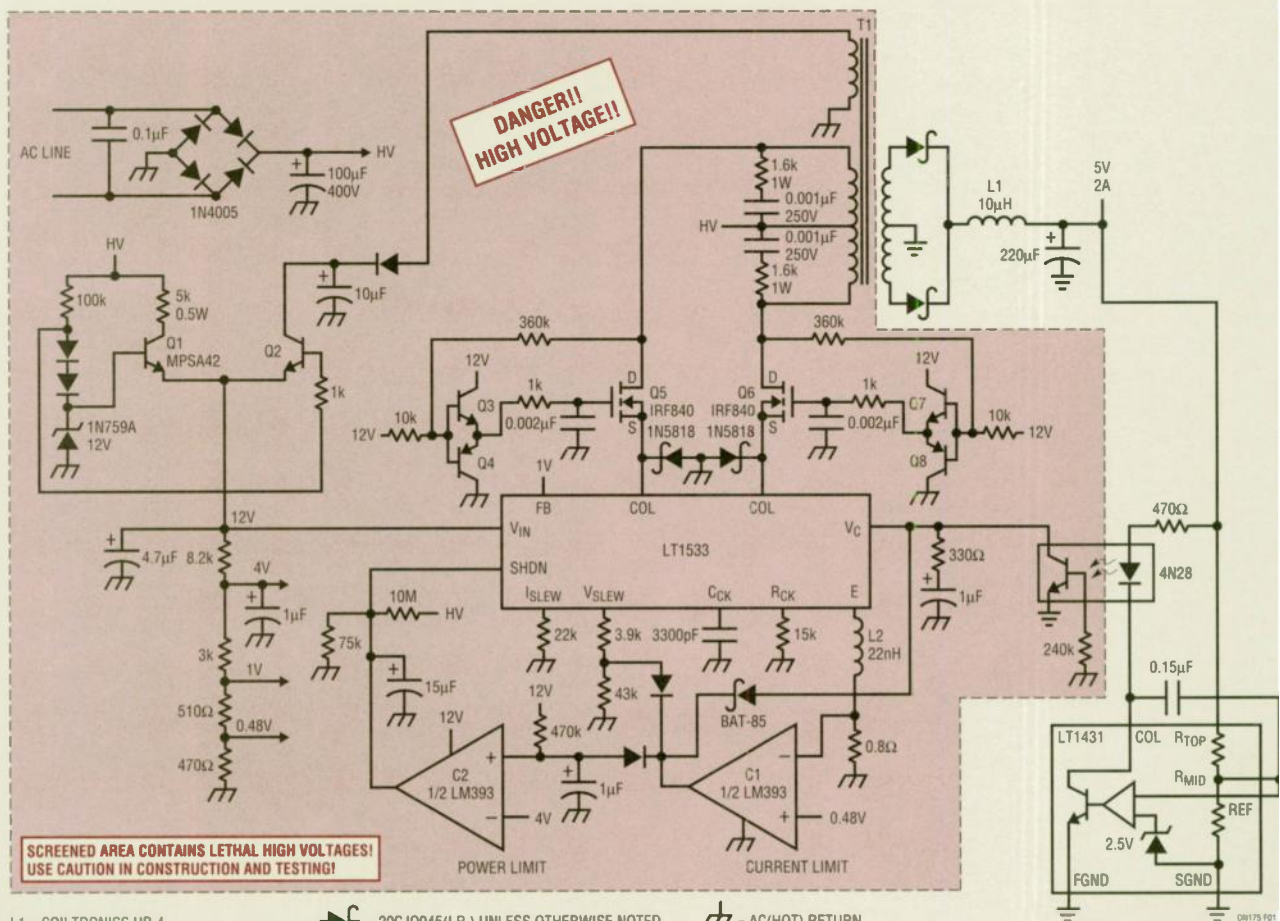 T1
DANGER!!
HIGH VOLTAGE!!
AC LINE
0.1µF
1N4005
HV
+
100µF
400V
1.6k
1W
0.001µF
250V
HV
0.001µF
250V
1.6k
1W
L1
10µH
5V
2A
+
220µF
HV
100k
5k
0.5W
Q1
MPSA42
Q2
+
10µF
1k
1N759A
12V
360k
360k
12V
Q3
10k
12V
Q4
1k
0.002µF
D
Q5
IRF840
S
1N5818
D
Q6
IRF840
S
1N5818
1k
0.002µF
12V
Q7
10k
12V
Q8
1V
FB
COL
COL
VIN
LT1533
VC
SHDN
ISLEW
VSLEW
CCK
RCK
E
12V
+
4.7µF
8.2k
4V
+
1µF
3k
1V
510Ω
0.48V
470Ω
10M
HV
75k
+
15µF
22k
3.9k
43k
3300pF
15k
L2
22nH
330Ω
+
1µF
470Ω
4N28
240k
0.15µF
12V
470k
+
1µF
BAT-85
0.8Ω
12V
+
C2
1/2 LM393
–
4V
POWER LIMIT
–
C1
1/2 LM393
+
0.48V
CURRENT LIMIT
LT1431
COL
RTOP
RMID
REF
2.5V
FGND
SGND
SCREENED AREA CONTAINS LETHAL HIGH VOLTAGES!
USE CAUTION IN CONSTRUCTION AND TESTING!
UNLESS OTHERWISE NOTED
= AC(HOT) RETURN
DN175 F01